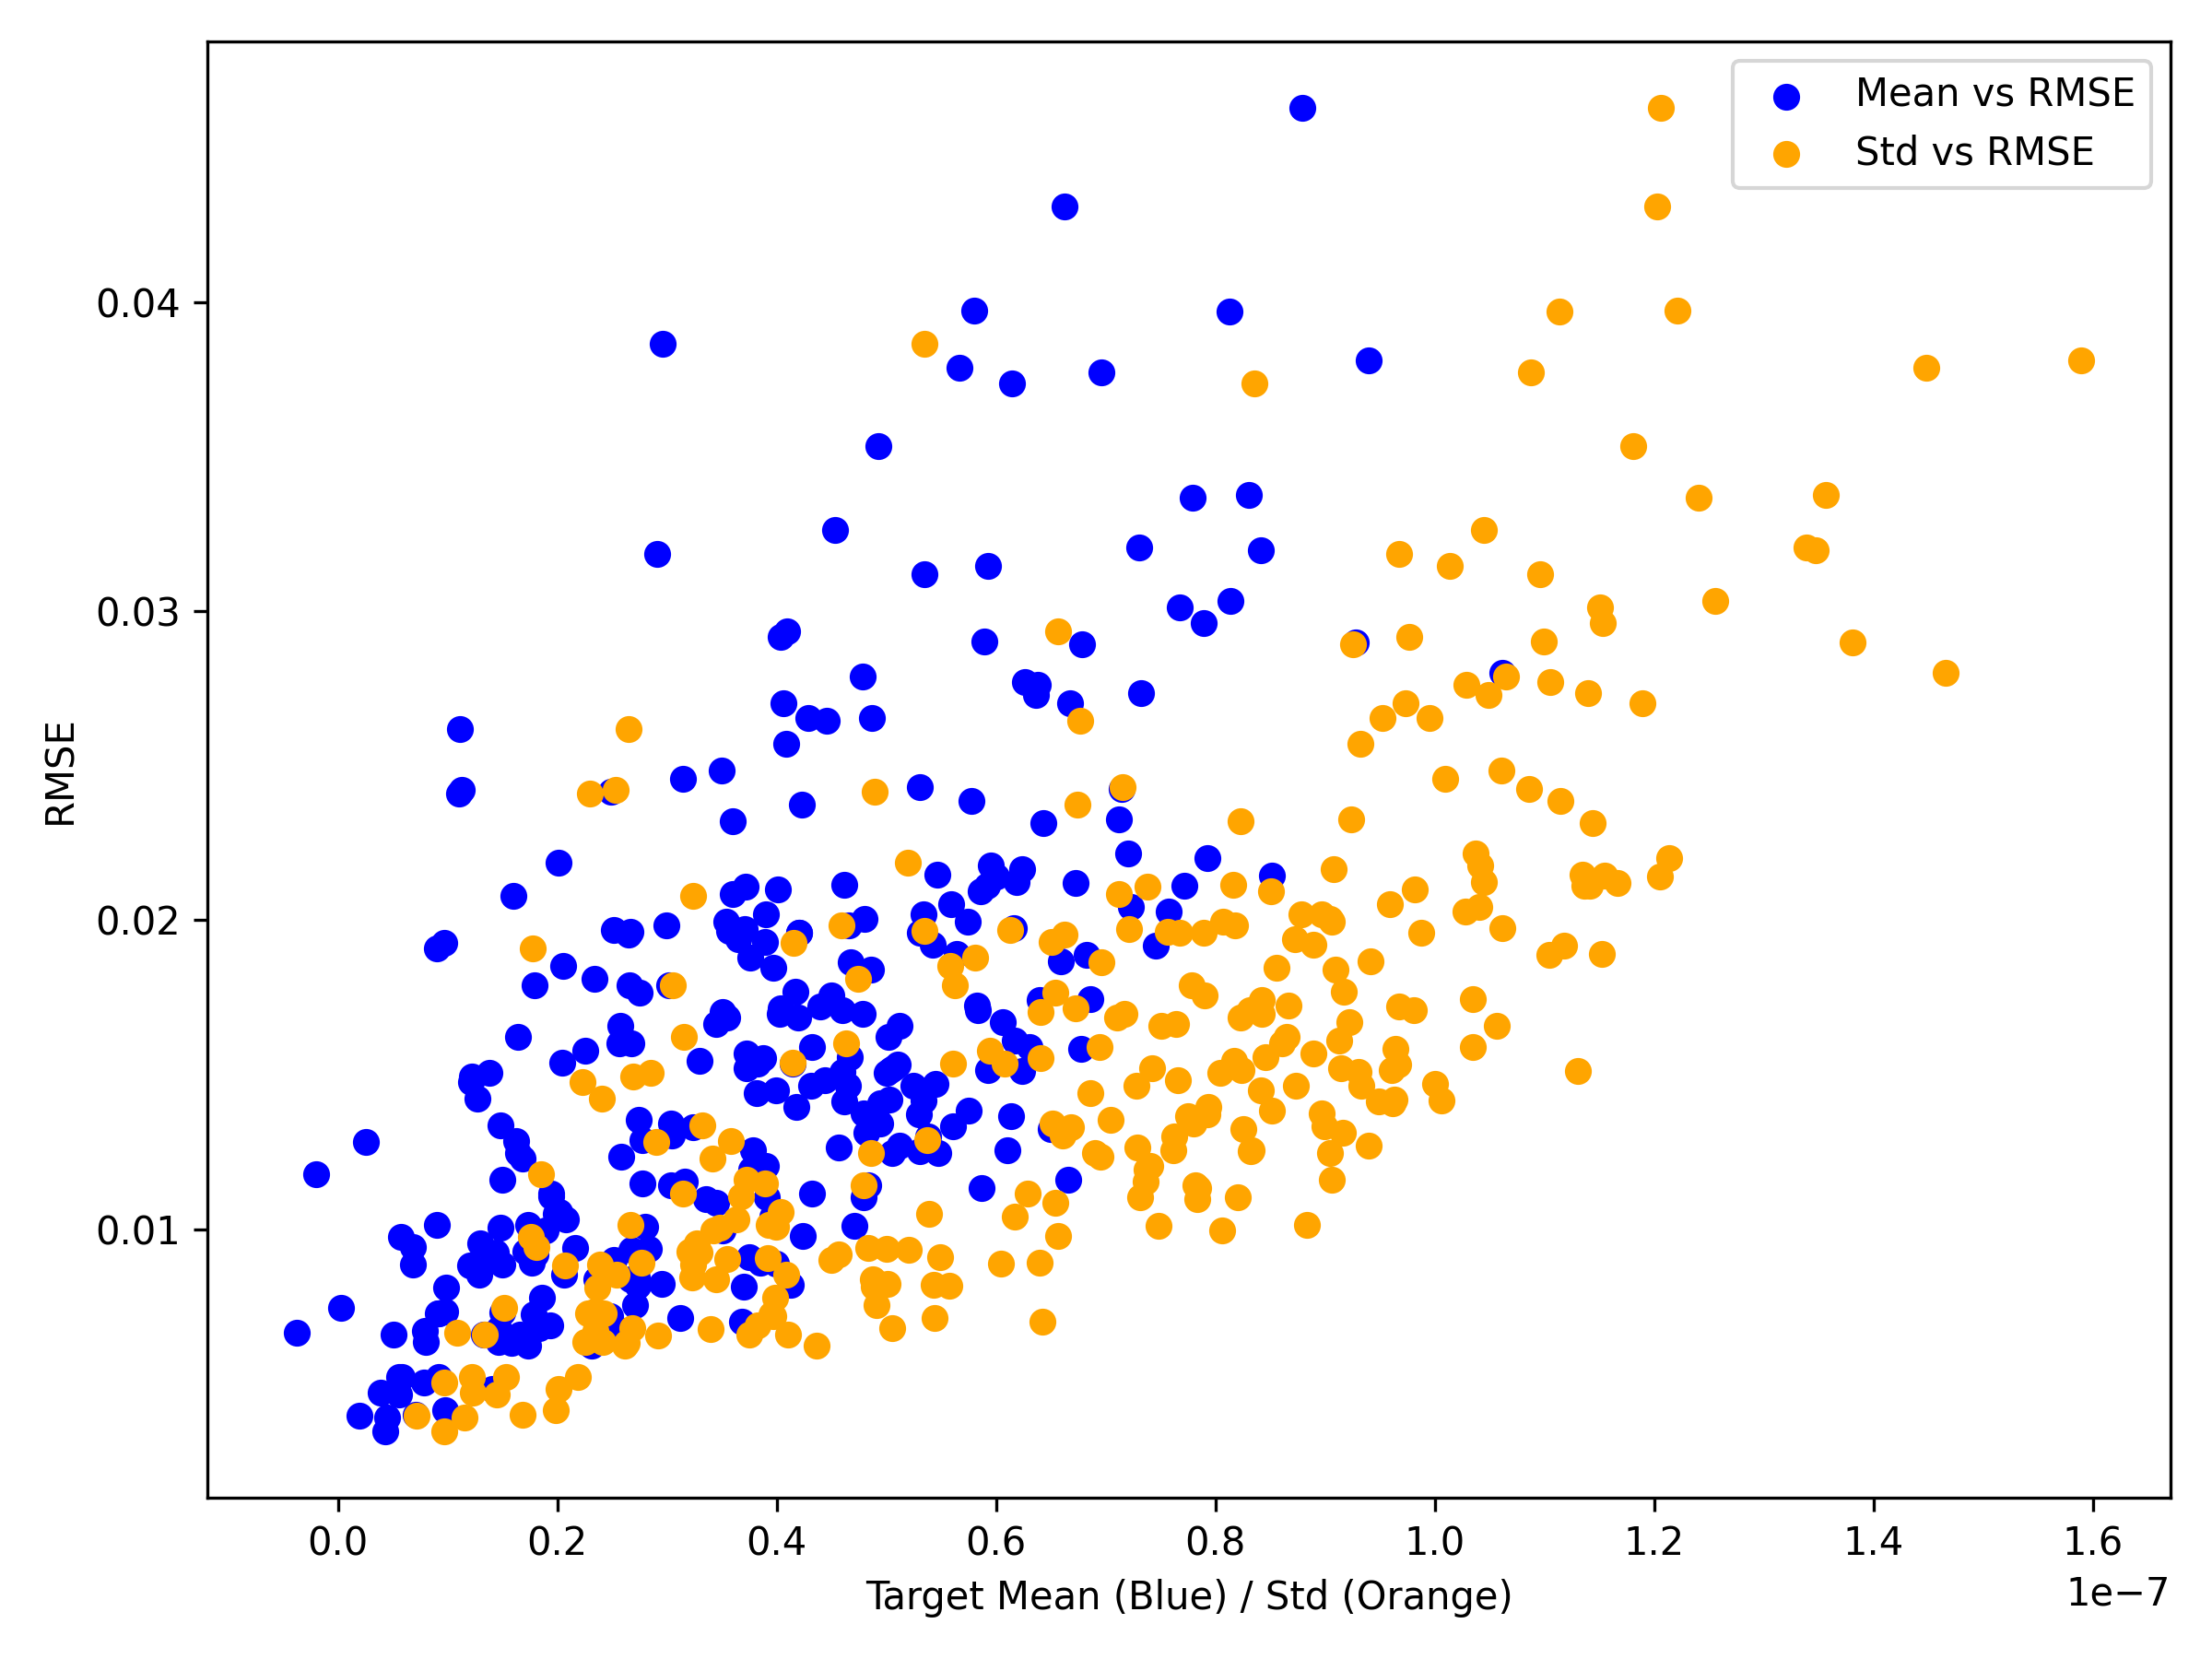 Mean vs RMSE
Std vs RMSE
0.04
0.03
0.02
0.01
RMSE
0.0 0.2 0.4 0.6 0.8 1.0 1.2 1.4 1.6
1e−7
Target Mean (Blue) / Std (Orange)